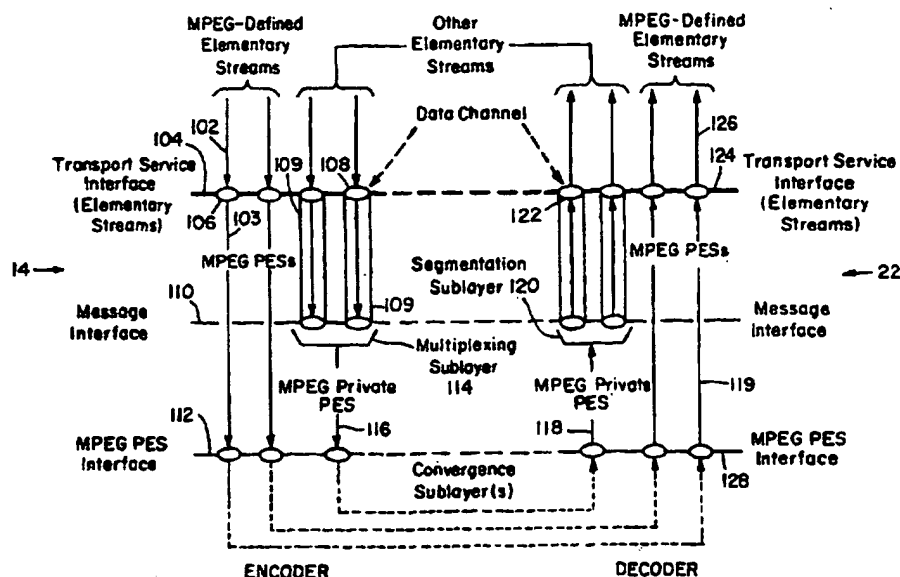 MPEG-Defined
Elementary
Streams
Other
Elementary
Streams
MPEG-Defined
Elementary
Streams
102
104
109
108
Data Channel
126
124
Transport Service
Interface
(Elementary
Streams)
106
103
122
Transport Service
Interface
(Elementary
Streams)
14
MPEG PESs
Segmentation
Sublayer 120
MPEG PESs
22
110
109
Message
Interface
Message
Interface
Multiplexing
Sublayer
114
MPEG Private
PES
MPEG Private
PES
119
112
116
118
MPEG PES
Interface
MPEG PES
Interface
128
Convergence
Sublayer(s)
ENCODER
DECODER